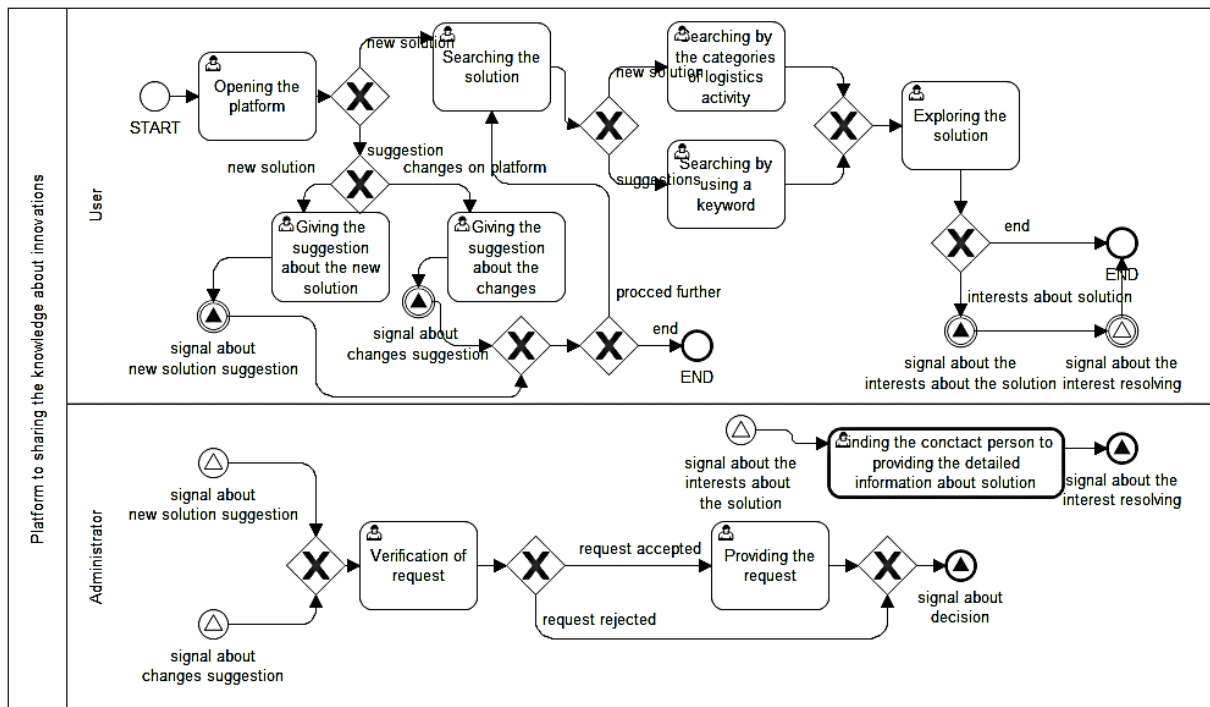 Platform to sharing the knowledge about innovations
User
START
Opening the
platform
new solution
Searching the
solution
new solution
Searching by
the categories
of logistics
activity
Exploring the
solution
suggestion
changes on platform
new solution
suggestions
Searching by
using a
keyword
Giving the
suggestion
about the new
solution
Giving the
suggestion
about the
changes
procced further
end
END
interests about solution
signal about
new solution suggestion
signal about
changes suggestion
end
END
signal about the
interests about the solution
signal about the
interest resolving
Administrator
signal about
new solution suggestion
signal about the
interests about
the solution
inding the conctact person to
providing the detailed
information about solution
signal about the
interest resolving
Verification of
request
request accepted
Providing the
request
request rejected
signal about
decision
signal about
changes suggestion